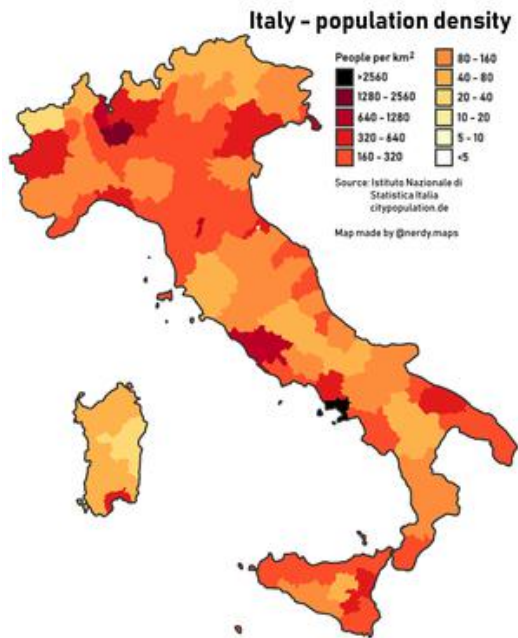 Italy - population density
People per km²
>2560
1280 - 2560
640 - 1280
320 - 640
160 - 320
80 - 160
40 - 80
20 - 40
10 - 20
5 - 10
<5
Source: Istituto Nazionale di
Statistica Italia
citypopulation.de
Map made by @nerdy.maps